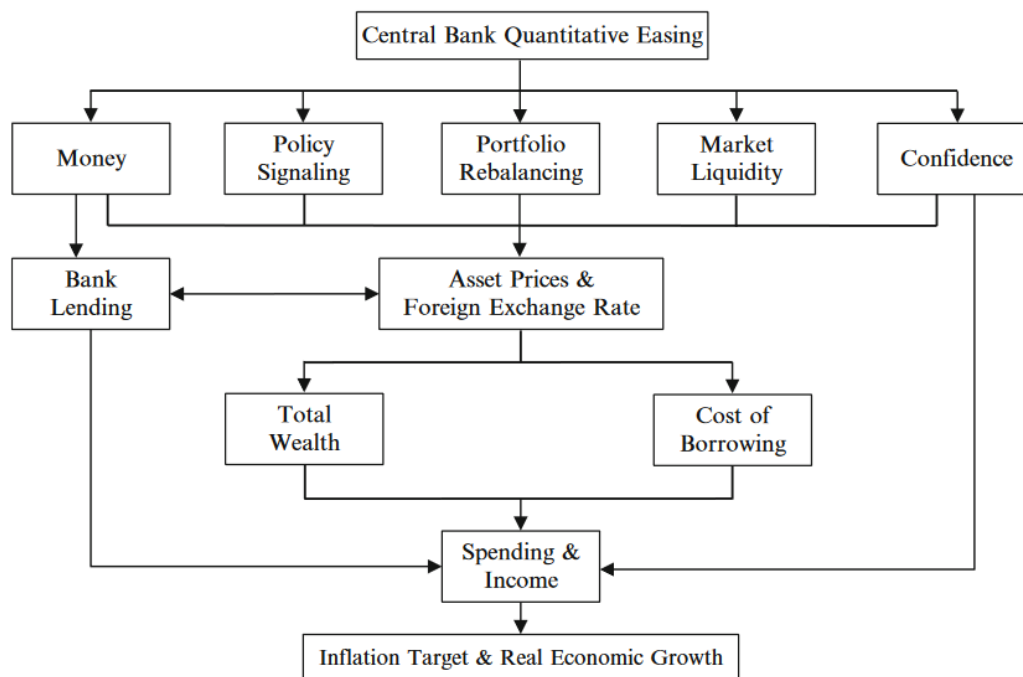 Central Bank Quantitative Easing
Money
Policy
Signaling
Portfolio
Rebalancing
Market
Liquidity
Confidence
Bank
Lending
Asset Prices &
Foreign Exchange Rate
Total
Wealth
Cost of
Borrowing
Spending &
Income
Inflation Target & Real Economic Growth